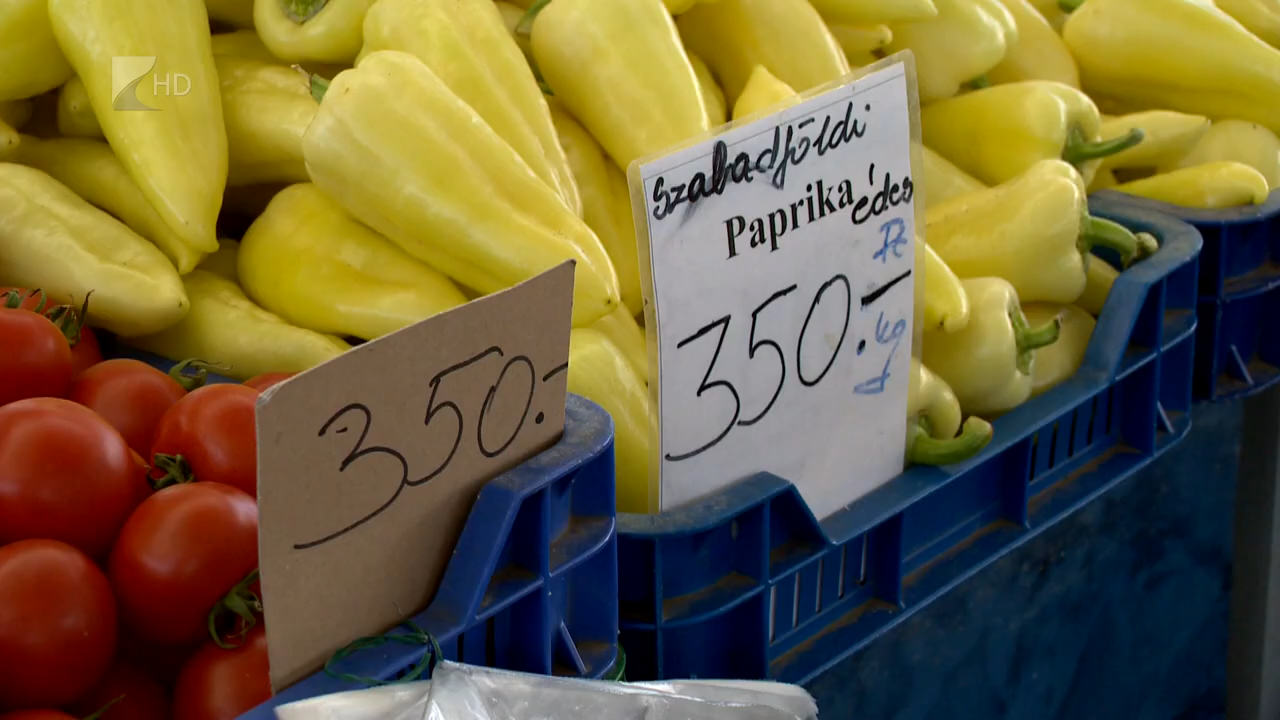 HD
Szabadföldi
Paprika édes
Ft
350.-
kg
350.-